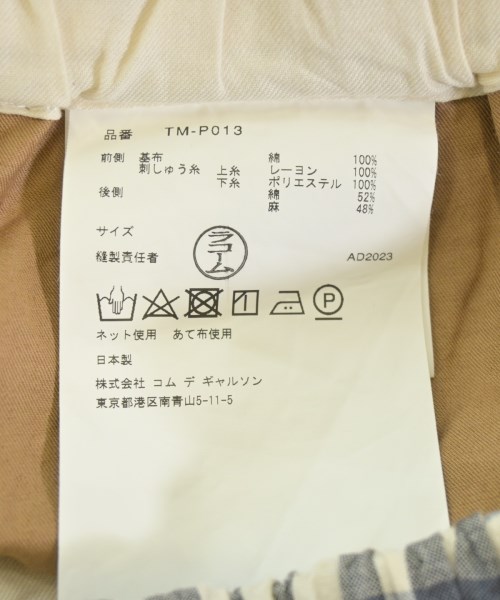 品番 TM-P013
前側 基布 綿 100%
刺しゅう糸 上糸 レーヨン 100%
下糸 ポリエステル 100%
後側 綿 52%
麻 48%
サイズ
縫製責任者 ラコーム AD2023
P
ネット使用 あて布使用
日本製
株式会社 コム デ ギャルソン
東京都港区南青山5-11-5